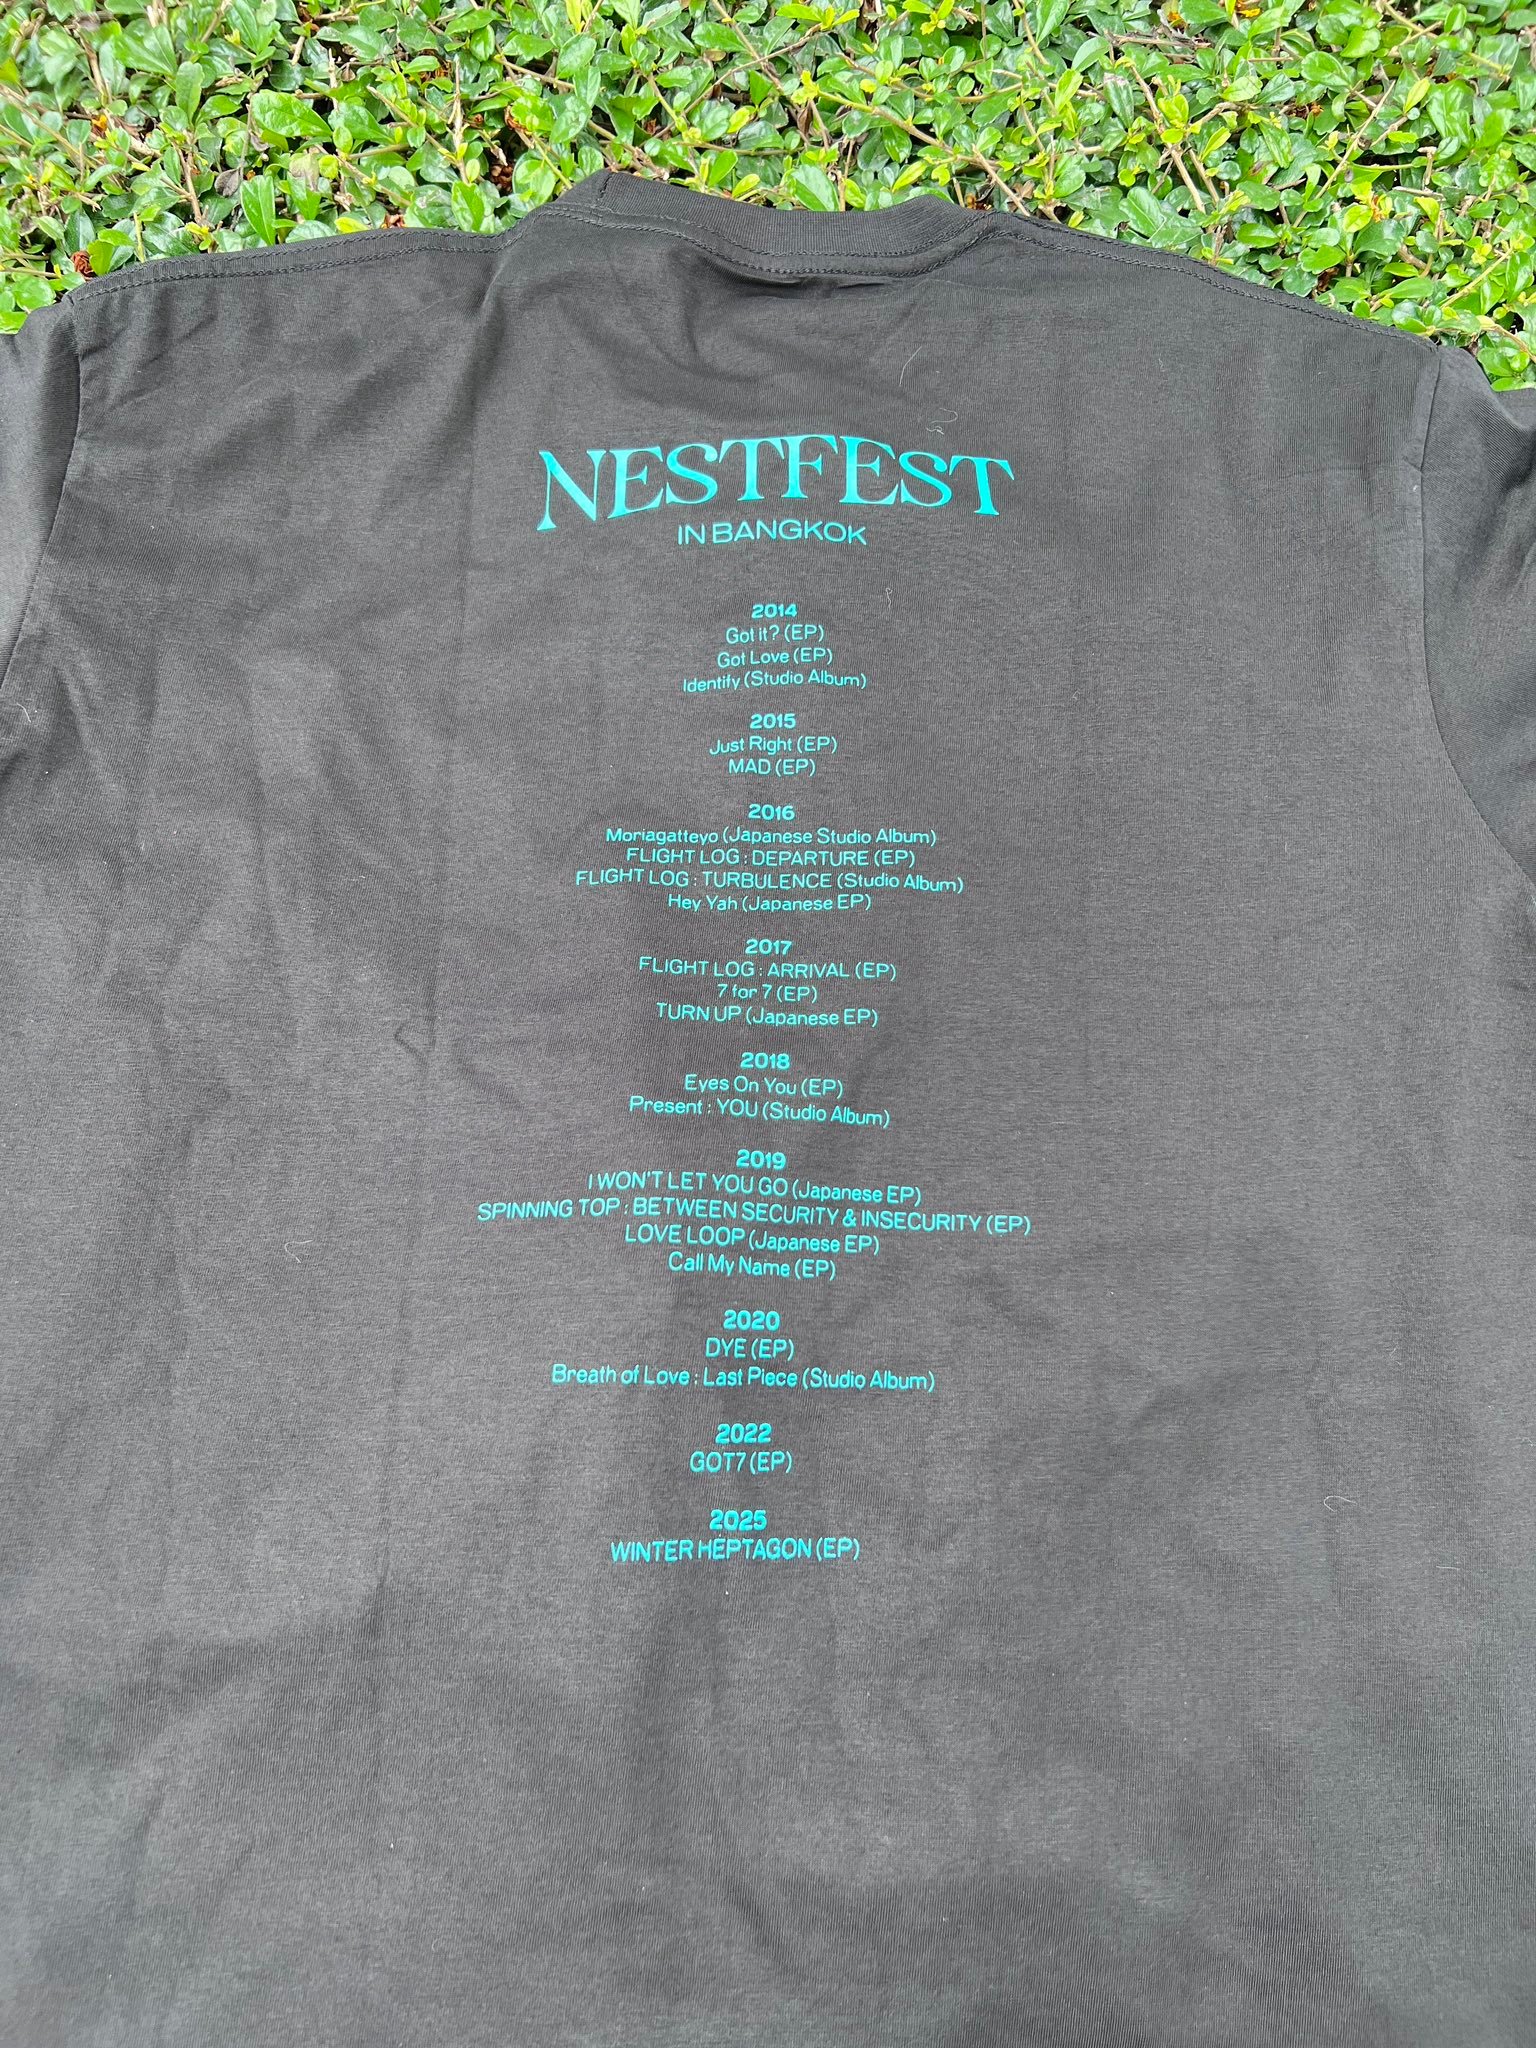 NESTFEST
IN BANGKOK
2014
Got it? (EP)
Got Love (EP)
Identify (Studio Album)
2015
Just Right (EP)
MAD (EP)
2016
Moriagatteyo (Japanese Studio Album)
FLIGHT LOG : DEPARTURE (EP)
FLIGHT LOG : TURBULENCE (Studio Album)
Hey Yah (Japanese EP)
2017
FLIGHT LOG : ARRIVAL (EP)
7 for 7 (EP)
TURN UP (Japanese EP)
2018
Eyes On You (EP)
Present : YOU (Studio Album)
2019
I WON'T LET YOU GO (Japanese EP)
SPINNING TOP : BETWEEN SECURITY & INSECURITY (EP)
LOVE LOOP (Japanese EP)
Call My Name (EP)
2020
DYE (EP)
Breath of Love : Last Piece (Studio Album)
2022
GOT7 (EP)
2025
WINTER HEPTAGON (EP)